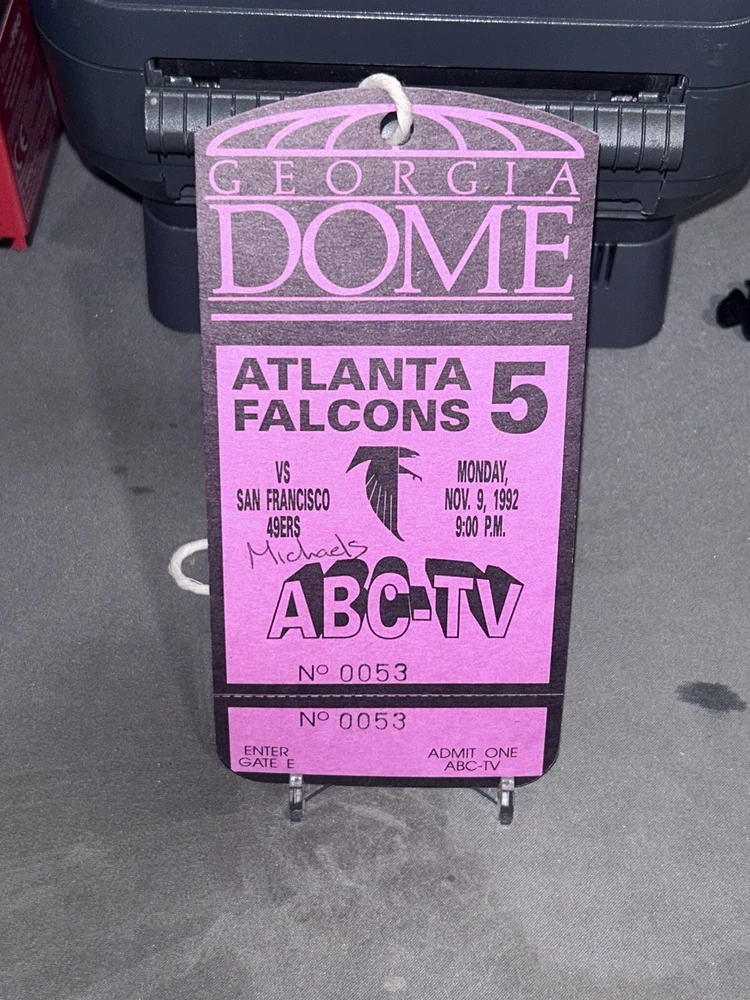 GEORGIA
DOME
ATLANTA
FALCONS
5
VS
SAN FRANCISCO
49ERS
MONDAY,
NOV. 9, 1992
9:00 P.M.
Michaels
ABC-TV
Nº 0053
Nº 0053
ENTER
GATE E
ADMIT ONE
ABC-TV